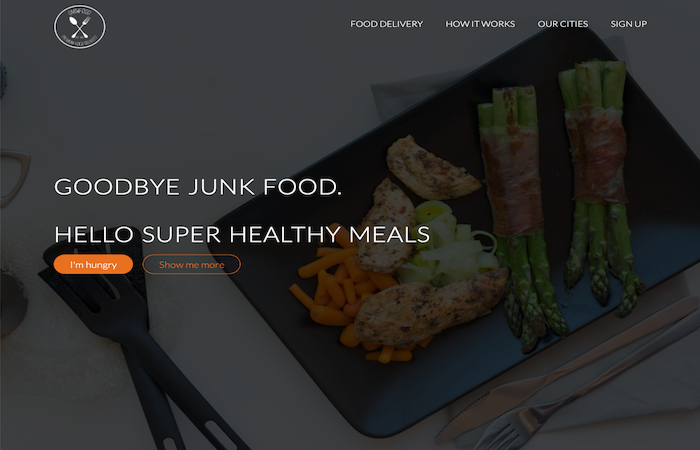 FOOD DELIVERY HOW IT WORKS OUR CITIES SIGN UP
GOODBYE JUNK FOOD.
HELLO SUPER HEALTHY MEALS
I'm hungry Show me more